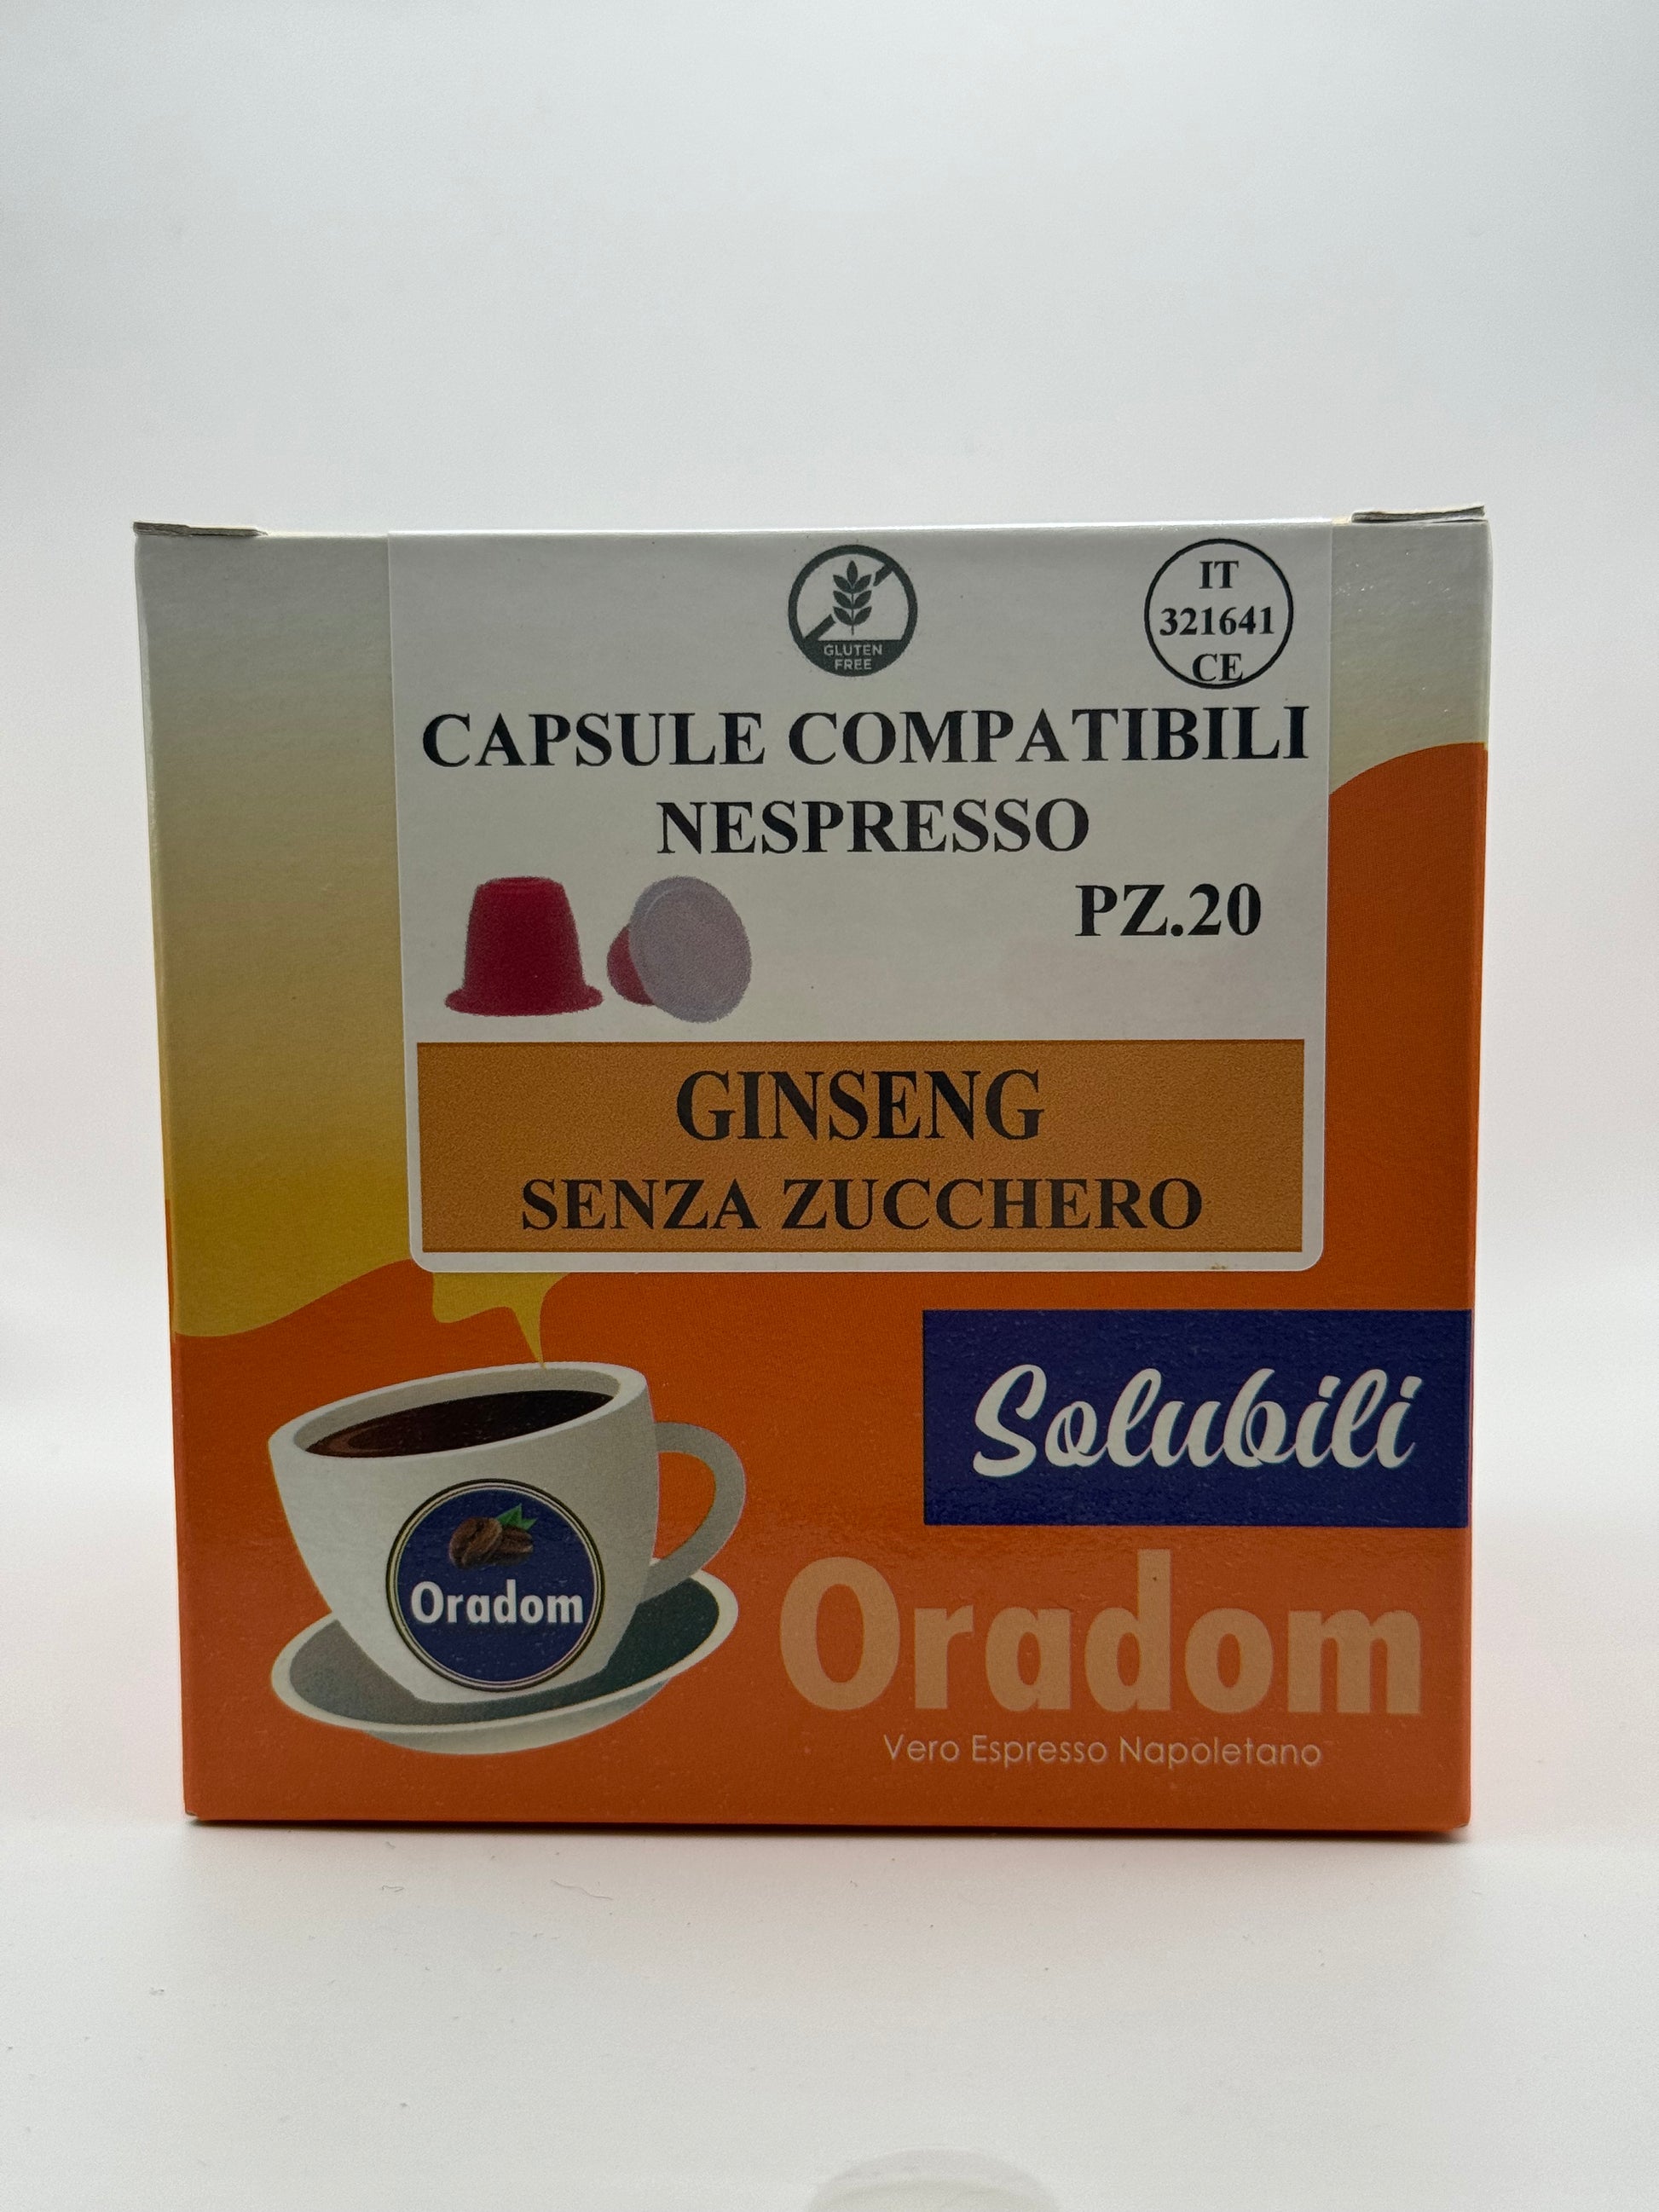 GLUTEN
FREE
IT
321641
CE
CAPSULE COMPATIBILI
NESPRESSO
PZ.20
GINSENG
SENZA ZUCCHERO
Solubili
Oradom
Oradom
Vero Espresso Napoletano